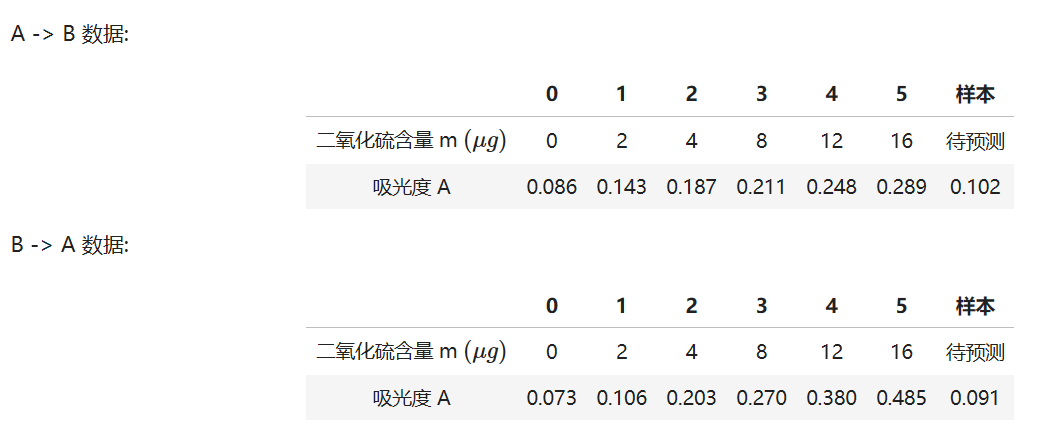 A -> B 数据:
0 1 2 3 4 5 样本
二氧化硫含量 m (μg) 0 2 4 8 12 16 待预测
吸光度 A 0.086 0.143 0.187 0.211 0.248 0.289 0.102
B -> A 数据:
0 1 2 3 4 5 样本
二氧化硫含量 m (μg) 0 2 4 8 12 16 待预测
吸光度 A 0.073 0.106 0.203 0.270 0.380 0.485 0.091